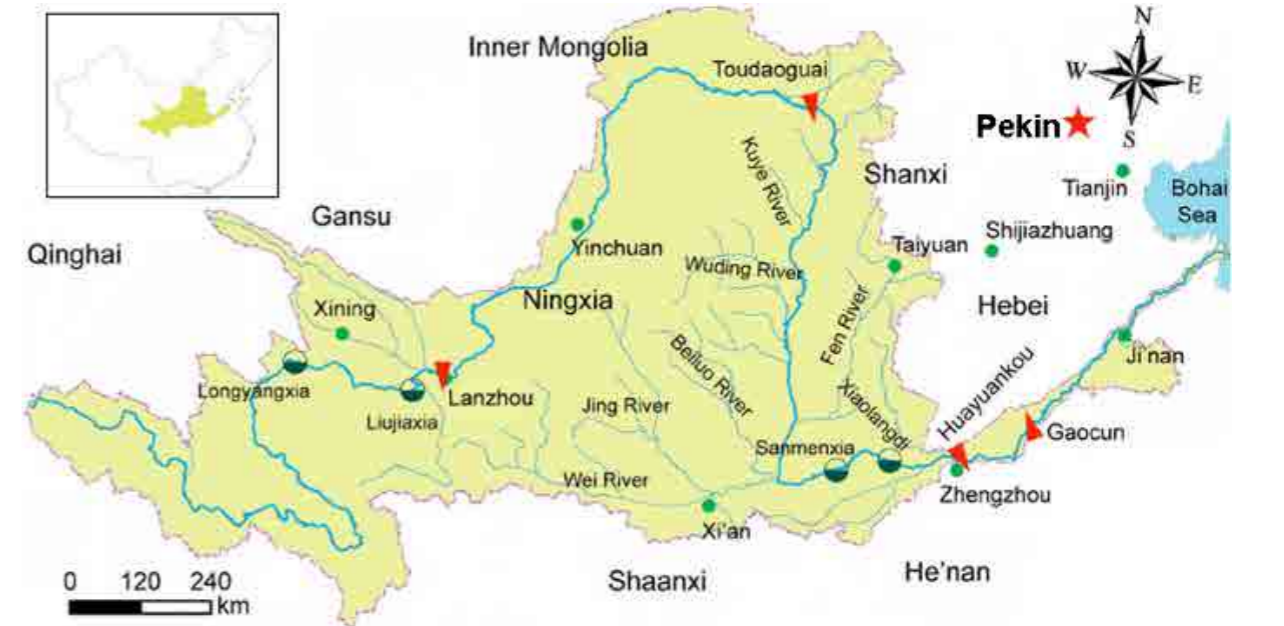 N
Inner Mongolia
Toudaoguai
W
E
Pekin
S
Kuye River
Shanxi
Tianjin
Bohai
Sea
Gansu
Qinghai
Yinchuan
Taiyuan
Shijiazhuang
Wuding River
Xining
Ningxia
Hebei
Fen River
Beiluo River
Ji'nan
Longyangxia
Lanzhou
Liujiaxia
Jing River
Xiaolangdi
Huayuankou
Gaocun
Sanmenxia
Wei River
Zhengzhou
Xi'an
He'nan
Shaanxi
0 120 240
km